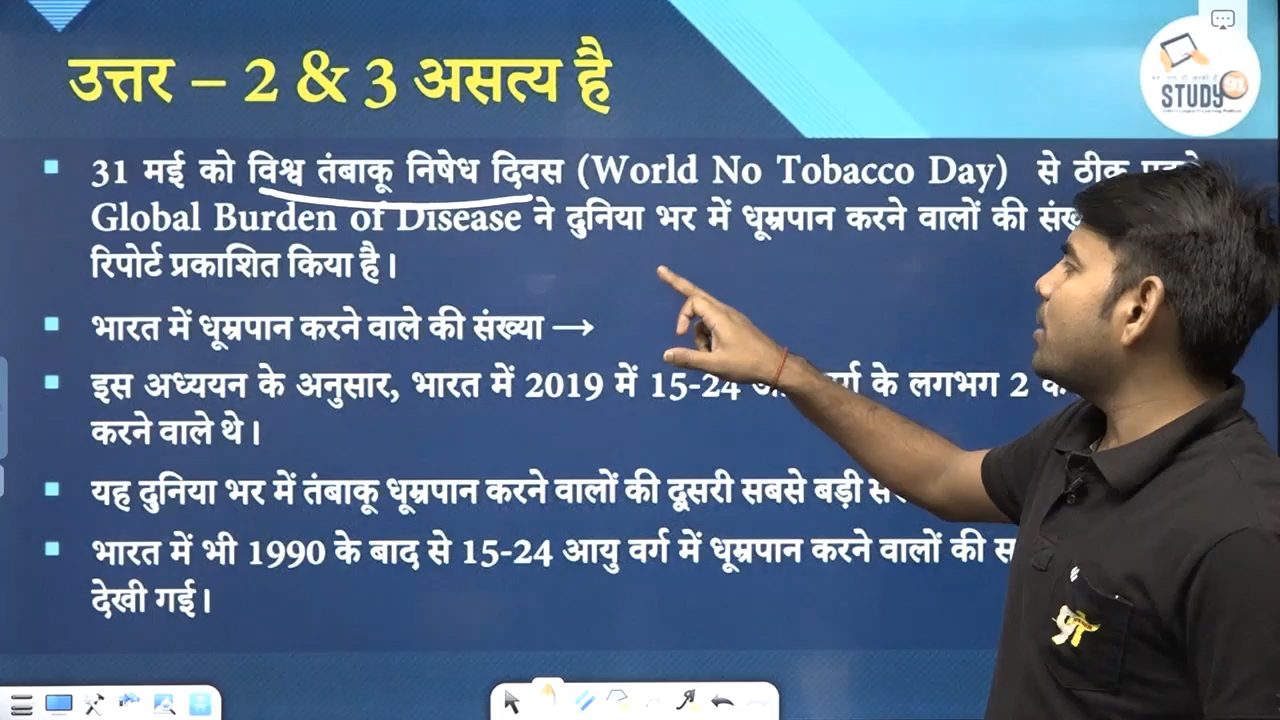 उत्तर – 2 & 3 असत्य है
STUDY 91
31 मई को विश्व तंबाकू निषेध दिवस (World No Tobacco Day) से ठीक
Global Burden of Disease ने दुनिया भर में धूम्रपान करने वालों की
रिपोर्ट प्रकाशित किया है।
भारत में धूम्रपान करने वाले की संख्या →
इस अध्ययन के अनुसार, भारत में 2019 में 15-24 के लगभग 2
करने वाले थे।
यह दुनिया भर में तंबाकू धूम्रपान करने वालों की दूसरी सबसे बड़ी
भारत में भी 1990 के बाद से 15-24 आयु वर्ग में धूम्रपान करने वालों की
देखी गई।